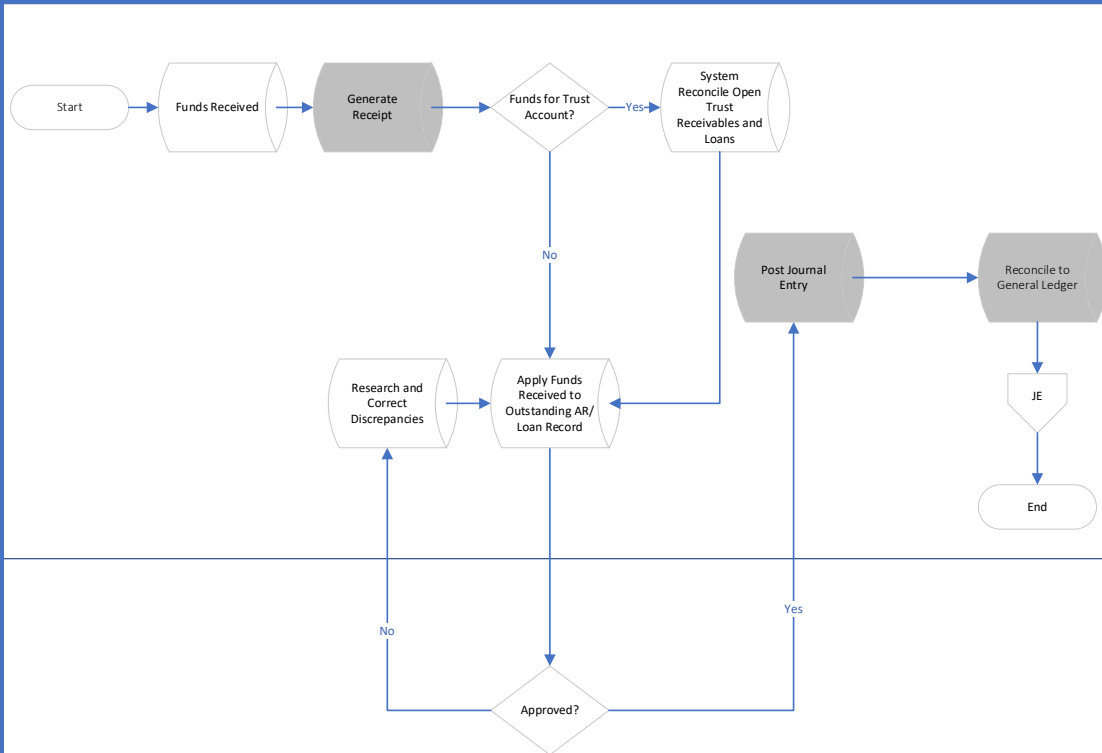 Start
Funds Received
Generate
Receipt
Funds for Trust
Account?
Yes
System
Reconcile Open
Trust
Receivables and
Loans
No
Post Journal
Entry
Reconcile to
General Ledger
Research and
Correct
Discrepancies
Apply Funds
Received to
Outstanding AR/
Loan Record
JE
End
No
Yes
Approved?